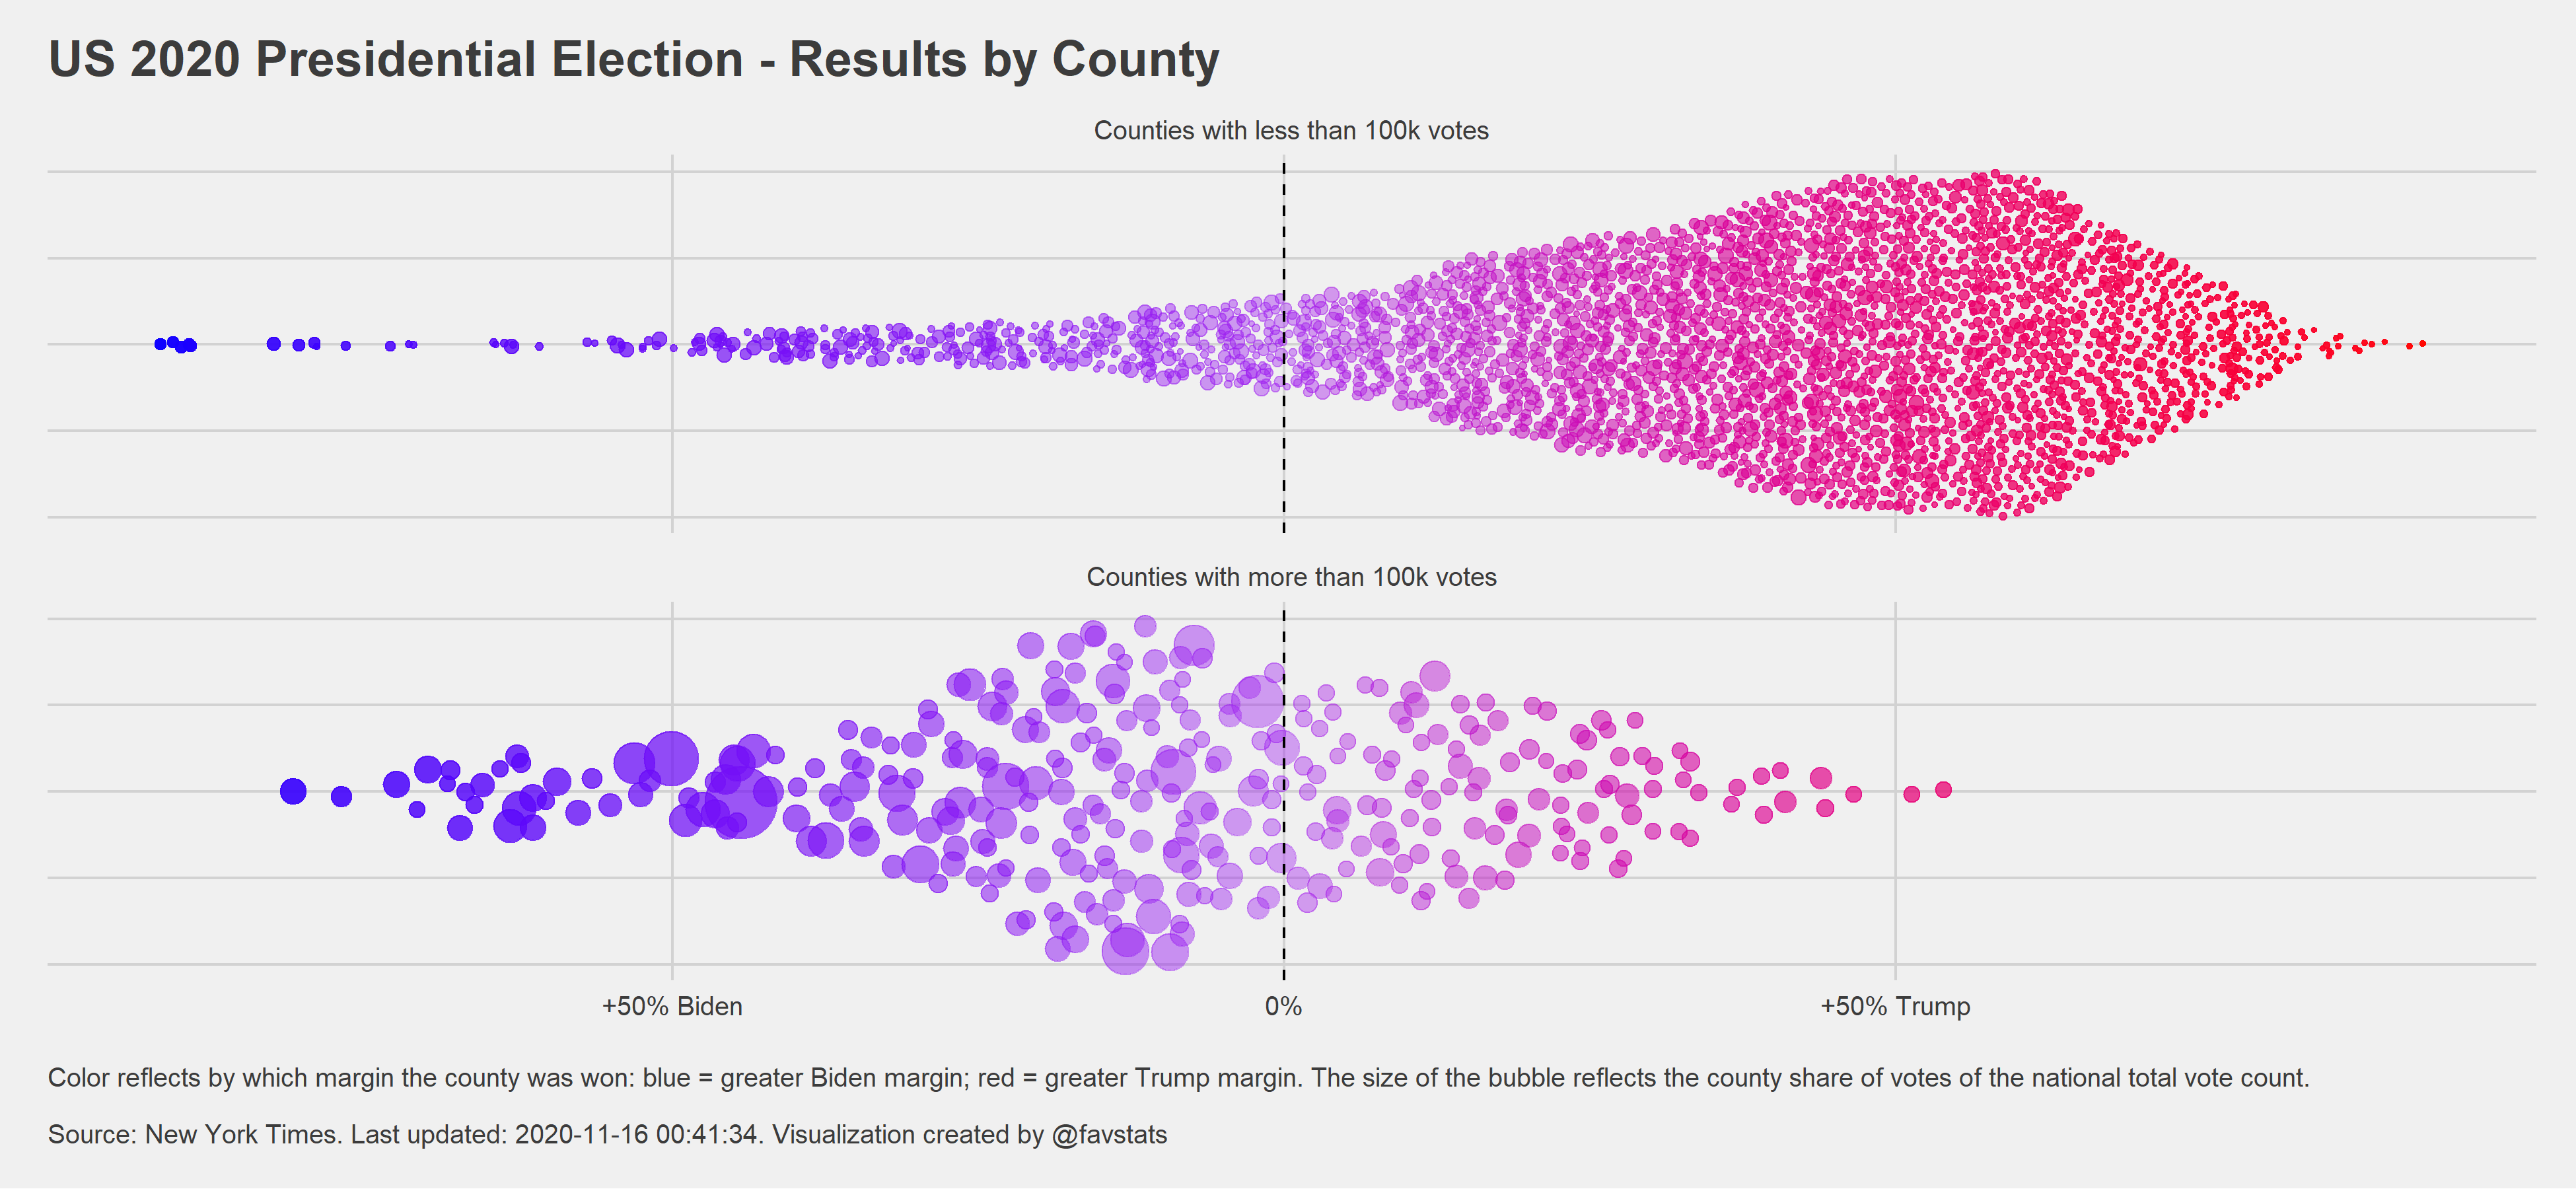 US 2020 Presidential Election - Results by County
Counties with less than 100k votes
Counties with more than 100k votes
+50% Biden
0%
+50% Trump
Color reflects by which margin the county was won: blue = greater Biden margin; red = greater Trump margin. The size of the bubble reflects the county share of votes of the national total vote count.
Source: New York Times. Last updated: 2020-11-16 00:41:34. Visualization created by @favstats